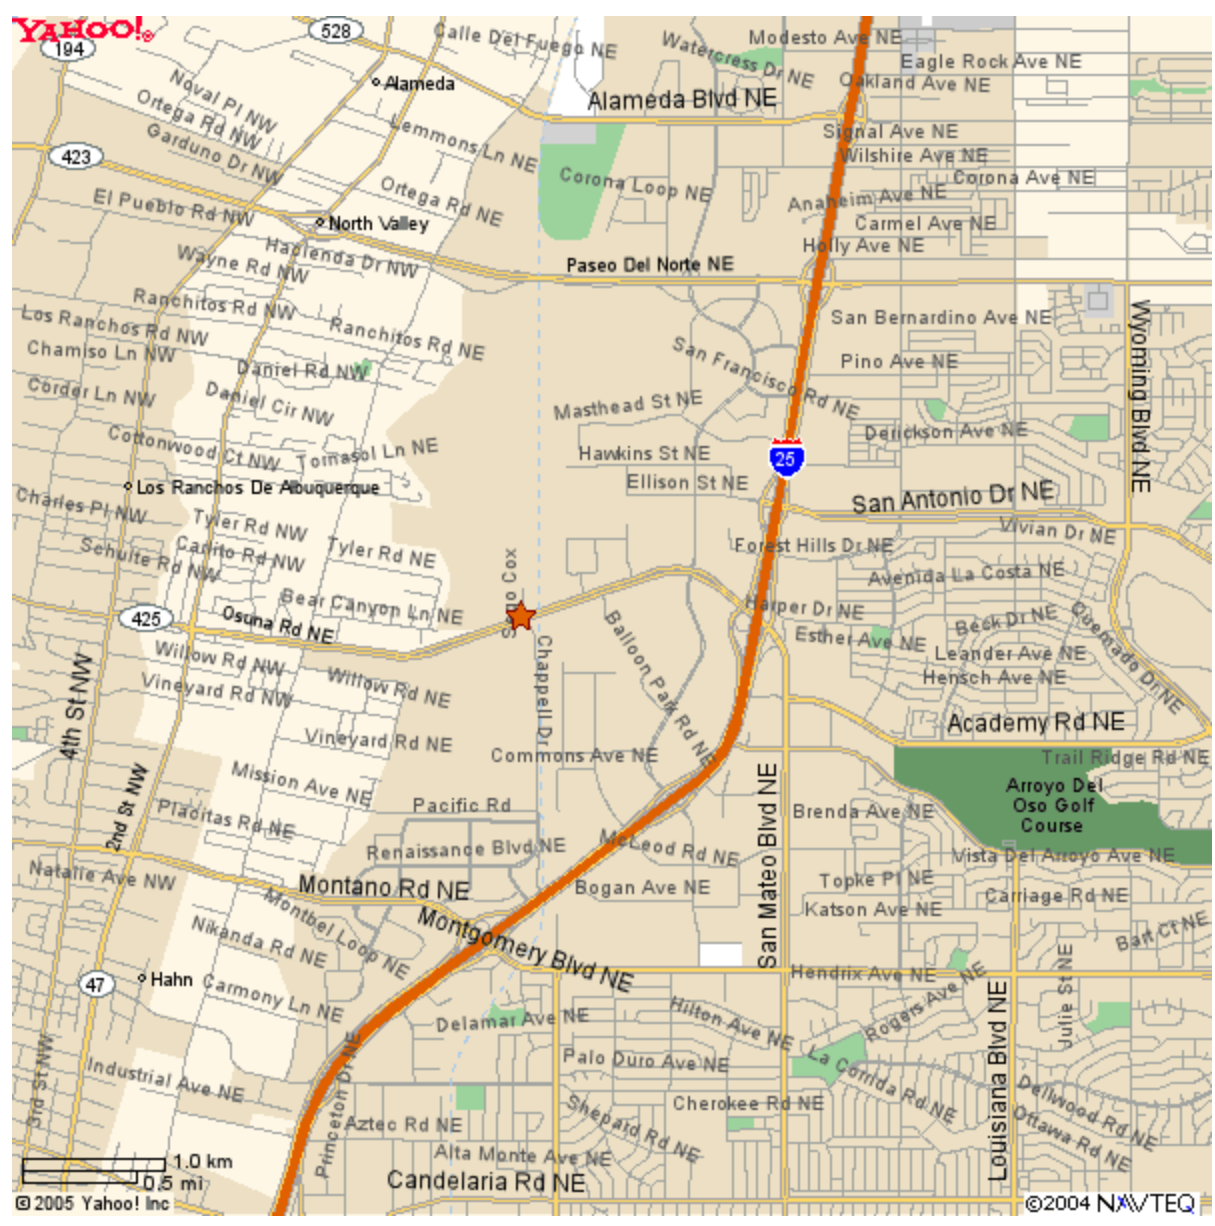 YAHOO!®
528
Calle Del Fuego NE
Watercress Dr NE
Modesto Ave NE
194
Eagle Rock Ave NE
Alameda
Oakland Ave NE
Noval Pl NW
Alameda Blvd NE
Ortega Rd NW
Lemmons Ln NE
Signal Ave NE
Garduno Dr NW
423
Wilshire Ave NE
Corona Loop NE
Corona Ave NE
Ortega Rd NE
Anaheim Ave NE
El Pueblo Rd NW
North Valley
Carmel Ave NE
Hacienda Dr NW
Holly Ave NE
Wayne Rd NW
Paseo Del Norte NE
Ranchitos Rd NW
San Bernardino Ave NE
Los Ranchos Rd NW
Ranchitos Rd NE
Wyoming Blvd NE
Chamiso Ln NW
San Francisco Rd NE
Pino Ave NE
Daniel Rd NW
Corder Ln NW
Daniel Cir NW
Masthead St NE
Derickson Ave NE
Cottonwood Ct NW
Tomasol Ln NE
Hawkins St NE
25
Los Ranchos De Albuquerque
Ellison St NE
San Antonio Dr NE
Charles Pl NW
Tyler Rd NW
Vivian Dr NE
Schulte Rd NW
Carlito Rd NW
Tyler Rd NE
Forest Hills Dr NE
Avenida La Costa NE
Bear Canyon Ln NE
Harper Dr NE
425
Osuna Rd NE
Balloon Park Rd NE
Beck Dr NE
Quemado Dr NE
Esther Ave NE
Chappell Dr
Leander Ave NE
Willow Rd NW
Willow Rd NE
Hensch Ave NE
Vineyard Rd NW
4th St NW
Academy Rd NE
Vineyard Rd NE
Commons Ave NE
Trail Ridge Rd NE
Mission Ave NE
San Mateo Blvd NE
Arroyo Del
Oso Golf
Course
2nd St NW
Pacific Rd
Placitas Rd NE
Brenda Ave NE
Renaissance Blvd NE
McLeod Rd NE
Vista Del Arroyo Ave NE
Natalie Ave NW
Montano Rd NE
Bogan Ave NE
Topke Pl NE
Carriage Rd NE
Montbel Loop NE
Katson Ave NE
Montgomery Blvd NE
Nikanda Rd NE
Bart Ct NE
47
Hahn
Hendrix Ave NE
Carmony Ln NE
Rogers Ave NE
Julie St NE
Louisiana Blvd NE
Delamar Ave NE
Hilton Ave NE
3rd St NW
Princeton Dr NE
Palo Duro Ave NE
La Corrida Rd NE
Industrial Ave NE
Dellwood Rd NE
Cherokee Rd NE
Shepard Rd NE
Ottawa Rd NE
Aztec Rd NE
Alta Monte Ave NE
1.0 km
0.5 mi
Candelaria Rd NE
© 2005 Yahoo! Inc
©2004 NAVTEQ